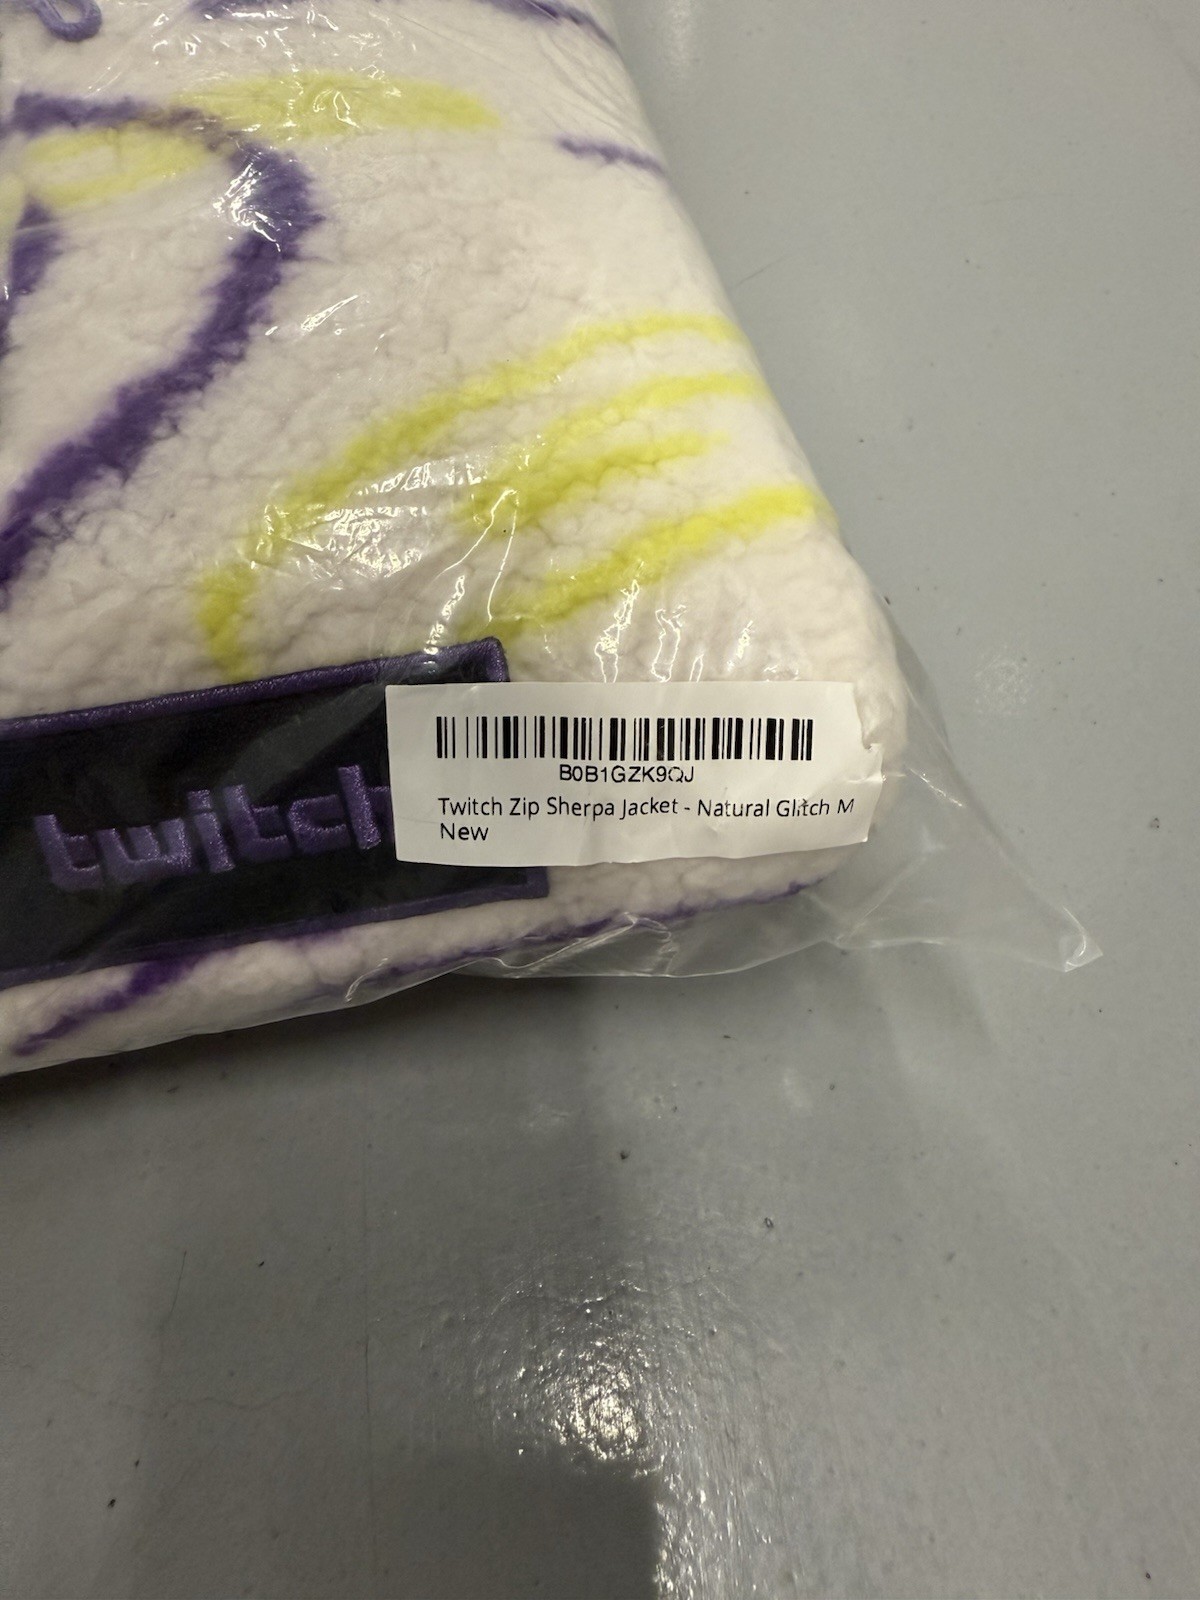 twitch
B0B1GZK9QJ
Twitch Zip Sherpa Jacket - Natural Glitch M
New